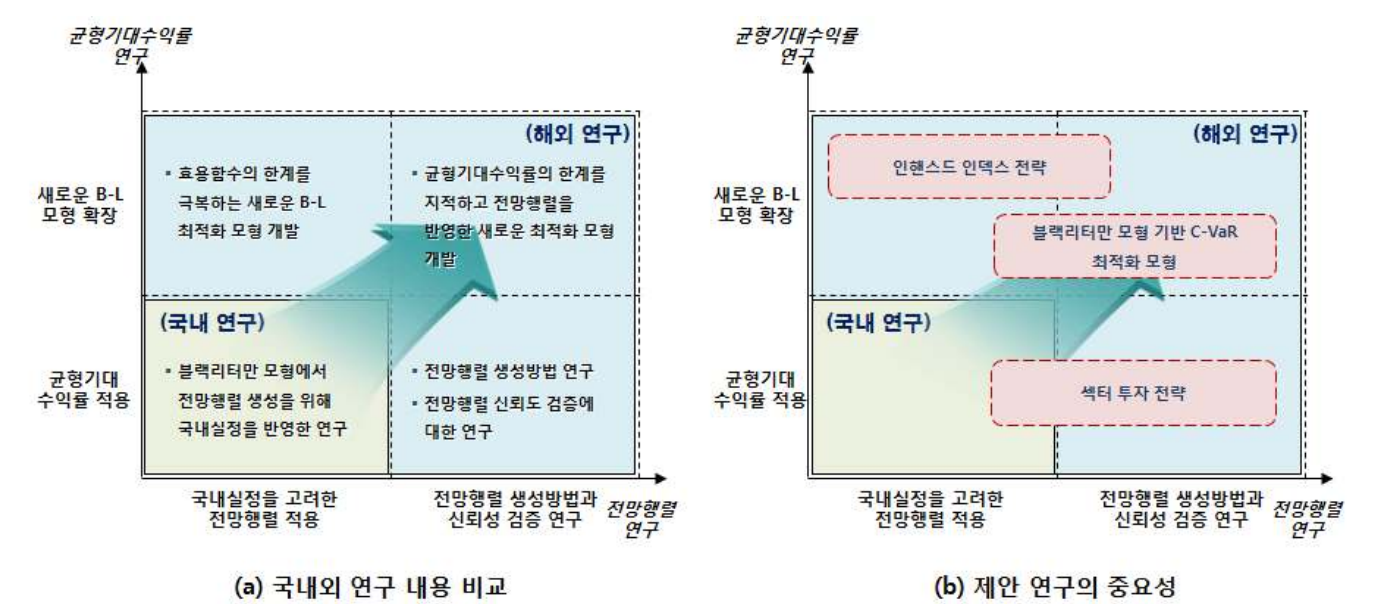 균형기대수익률
연구
새로운 B-L
모형 확장
균형기대
수익률 적용
(해외 연구)
▪ 효용함수의 한계를
극복하는 새로운 B-L
최적화 모형 개발
▪ 균형기대수익률의 한계를
지적하고 전망행렬을
반영한 새로운 최적화 모형
개발
(국내 연구)
▪ 블랙리터만 모형에서
전망행렬 생성을 위해
국내실정을 반영한 연구
▪ 전망행렬 생성방법 연구
▪ 전망행렬 신뢰도 검증에
대한 연구
국내실정을 고려한
전망행렬 적용
전망행렬 생성방법과
신뢰성 검증 연구
전망행렬
연구
(a) 국내외 연구 내용 비교
균형기대수익률
연구
새로운 B-L
모형 확장
균형기대
수익률 적용
(해외 연구)
인핸스드 인덱스 전략
블랙리터만 모형 기반 C-VaR
최적화 모형
(국내 연구)
섹터 투자 전략
국내실정을 고려한
전망행렬 적용
전망행렬 생성방법과
신뢰성 검증 연구
전망행렬
연구
(b) 제안 연구의 중요성